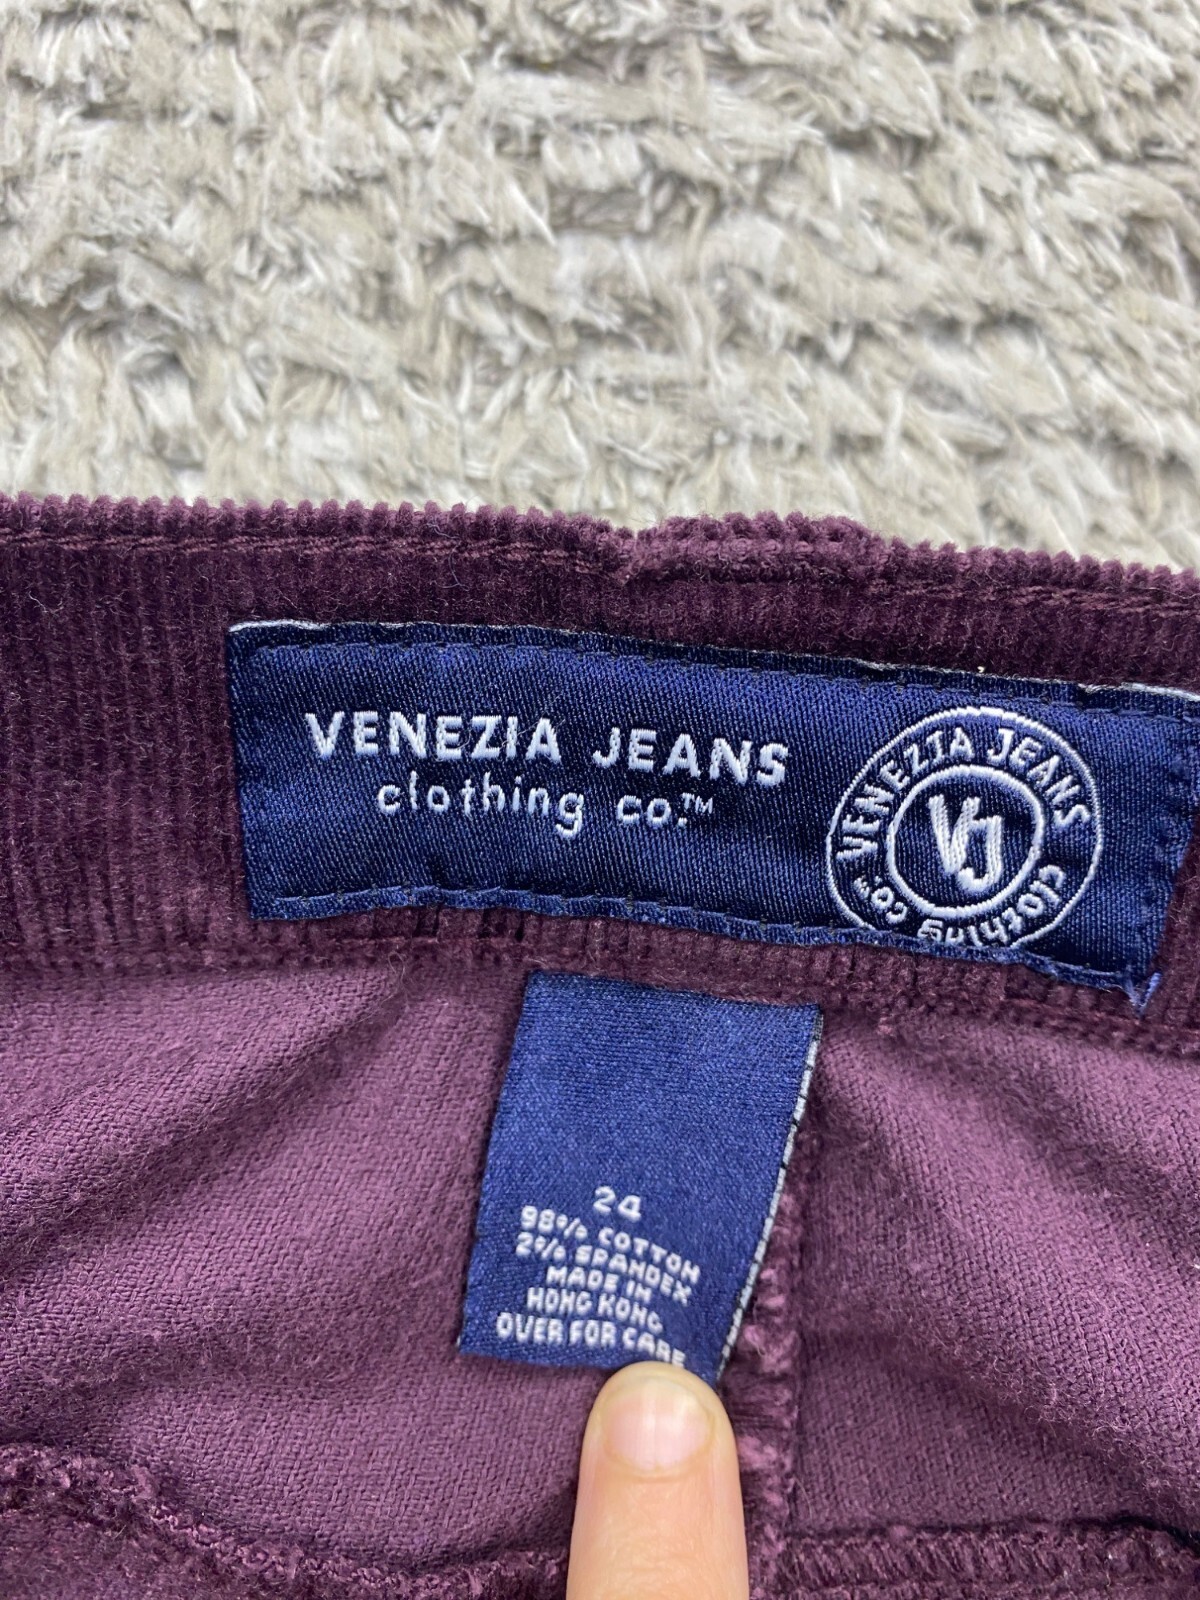 VENEZIA JEANS
clothing co.™
VENEZIA JEANS
clothing co.™
VJ
24
98% COTTON
2% SPANDEX
MADE IN
HONG KONG
OVER FOR CARE